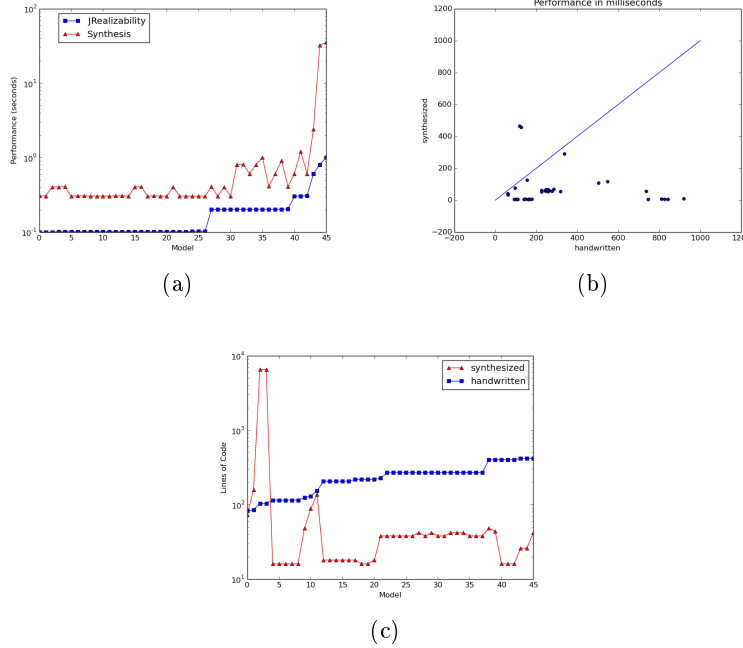 10^2
JRealizability
Synthesis
10^1
10^0
10^-1
Performance (seconds)
0 5 10 15 20 25 30 35 40 45
Model
(a)
Performance in milliseconds
1200
1000
800
600
400
200
0
−200
synthesized
−200 0 200 400 600 800 1000 1200
handwritten
(b)
10^4
synthesized
handwritten
10^3
10^2
10^1
Lines of Code
0 5 10 15 20 25 30 35 40 45
Model
(c)